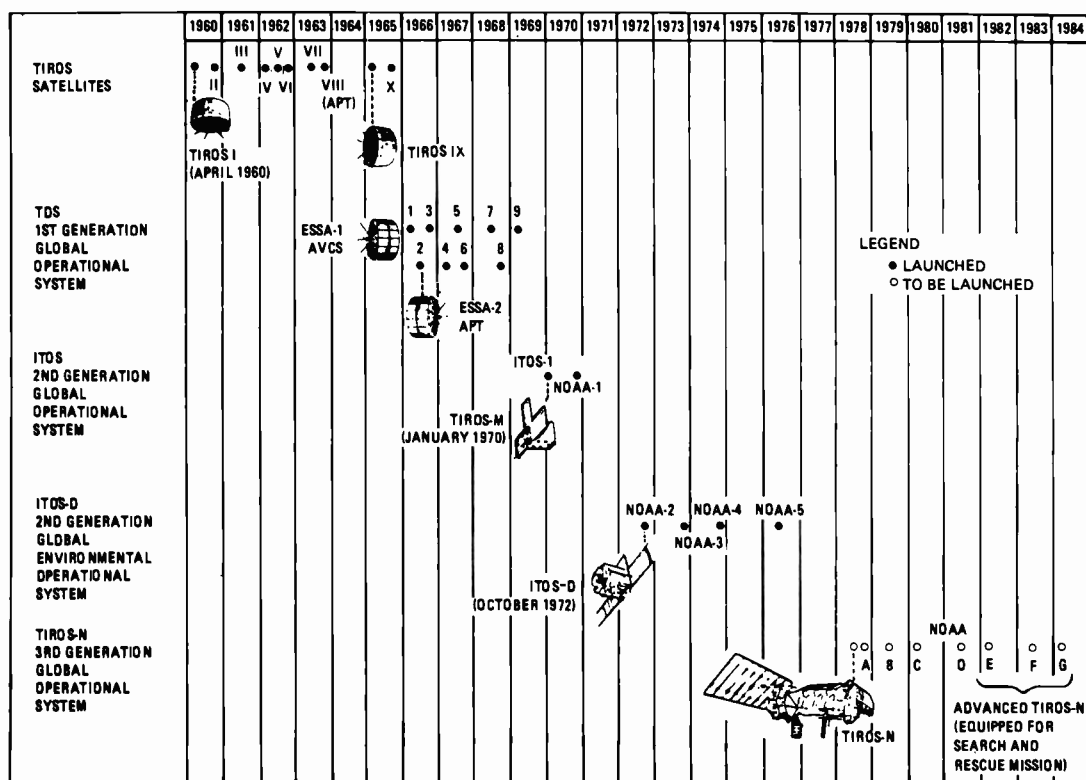 1960 1961 1962 1963 1964 1965 1966 1967 1968 1969 1970 1971 1972 1973 1974 1975 1976 1977 1978 1979 1980 1981 1982 1983 1984
TIROS
SATELLITES
III V VII
II IV VI VIII X
(APT)
TIROS I
(APRIL 1960)
TIROS IX
TOS
1ST GENERATION
GLOBAL
OPERATIONAL
SYSTEM
ESSA-1
AVCS
1 3 5 7 9
2 4 6 8
ESSA-2
APT
LEGEND
● LAUNCHED
○ TO BE LAUNCHED
ITOS
2ND GENERATION
GLOBAL
OPERATIONAL
SYSTEM
ITOS-1
NOAA-1
TIROS-M
(JANUARY 1970)
ITOS-D
2ND GENERATION
GLOBAL
ENVIRONMENTAL
OPERATIONAL
SYSTEM
NOAA-2 NOAA-4 NOAA-5
NOAA-3
ITOS-D
(OCTOBER 1972)
TIROS-N
3RD GENERATION
GLOBAL
OPERATIONAL
SYSTEM
NOAA
A B C D E F G
TIROS-N
ADVANCED TIROS-N
(EQUIPPED FOR
SEARCH AND
RESCUE MISSION)